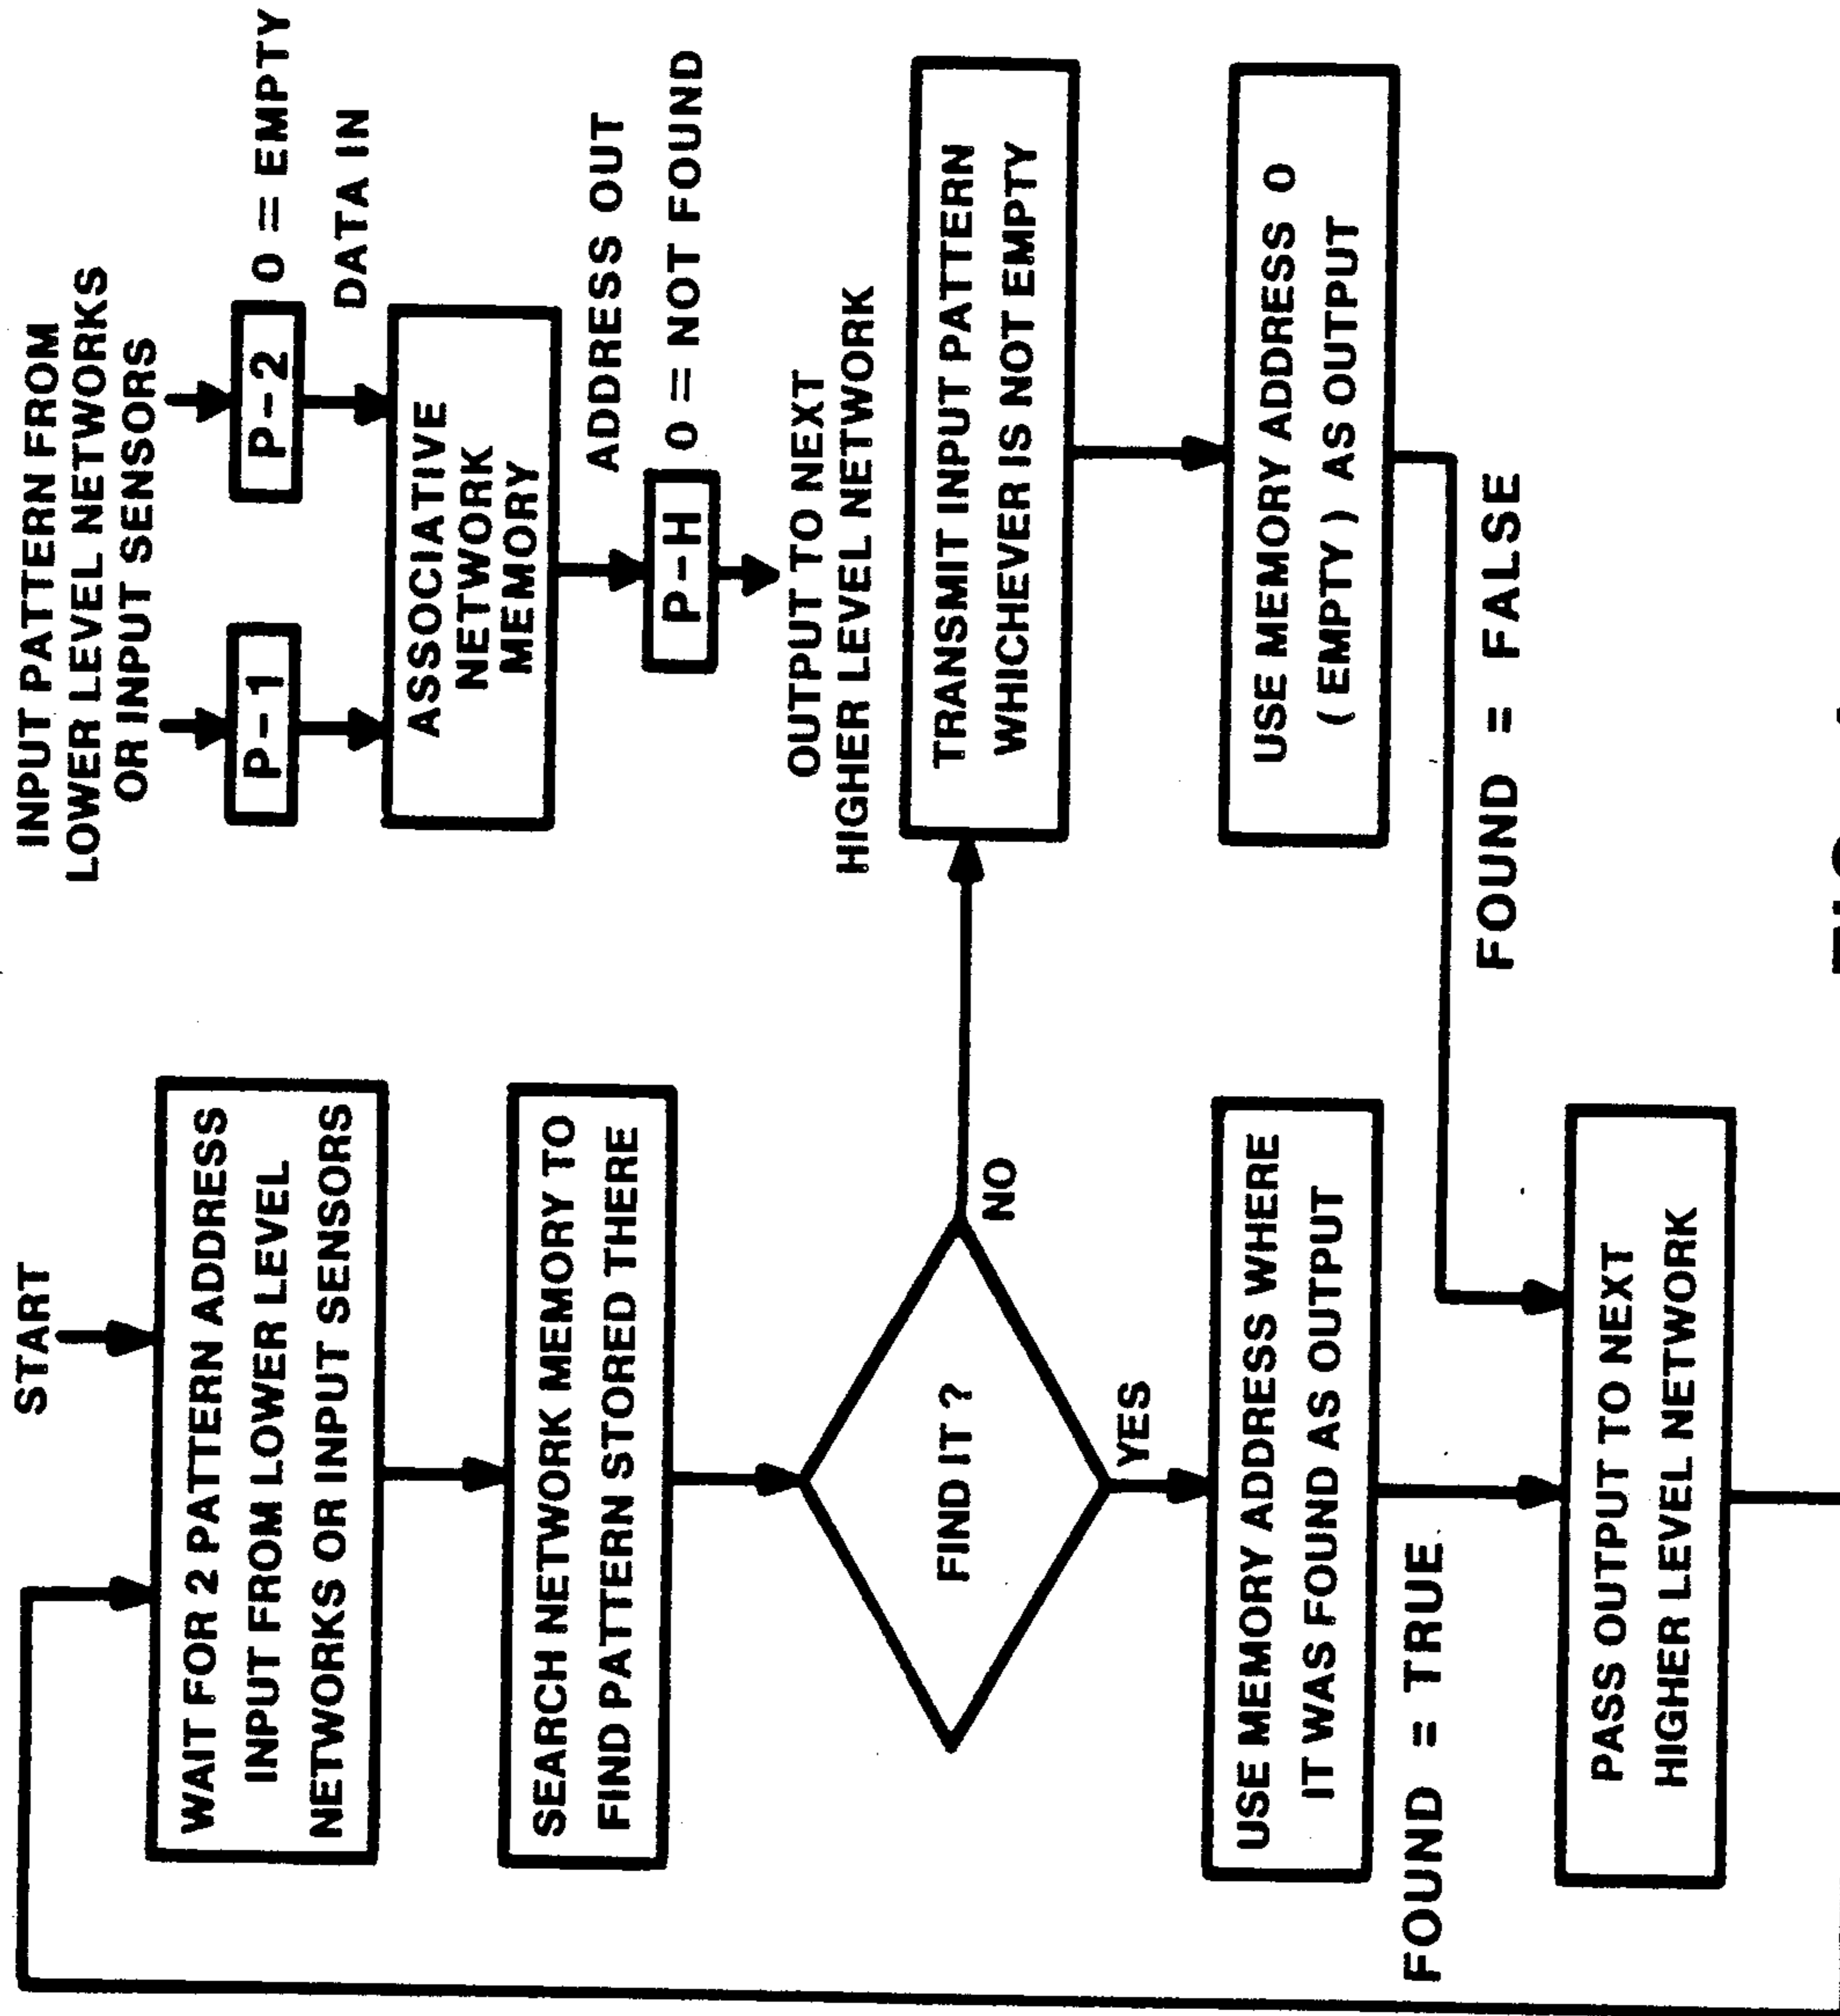 START
WAIT FOR 2 PATTERN ADDRESS
INPUT FROM LOWER LEVEL
NETWORKS OR INPUT SENSORS
SEARCH NETWORK MEMORY TO
FIND PATTERN STORED THERE
FIND IT ?
NO
YES
USE MEMORY ADDRESS WHERE
IT WAS FOUND AS OUTPUT
FOUND = TRUE
PASS OUTPUT TO NEXT
HIGHER LEVEL NETWORK
INPUT PATTERN FROM
LOWER LEVEL NETWORKS
OR INPUT SENSORS
P-1
P-2
0 = EMPTY
DATA IN
ASSOCIATIVE
NETWORK
MEMORY
ADDRESS OUT
P-H
0 = NOT FOUND
OUTPUT TO NEXT
HIGHER LEVEL NETWORK
TRANSMIT INPUT PATTERN
WHICHEVER IS NOT EMPTY
USE MEMORY ADDRESS 0
( EMPTY ) AS OUTPUT
FOUND = FALSE